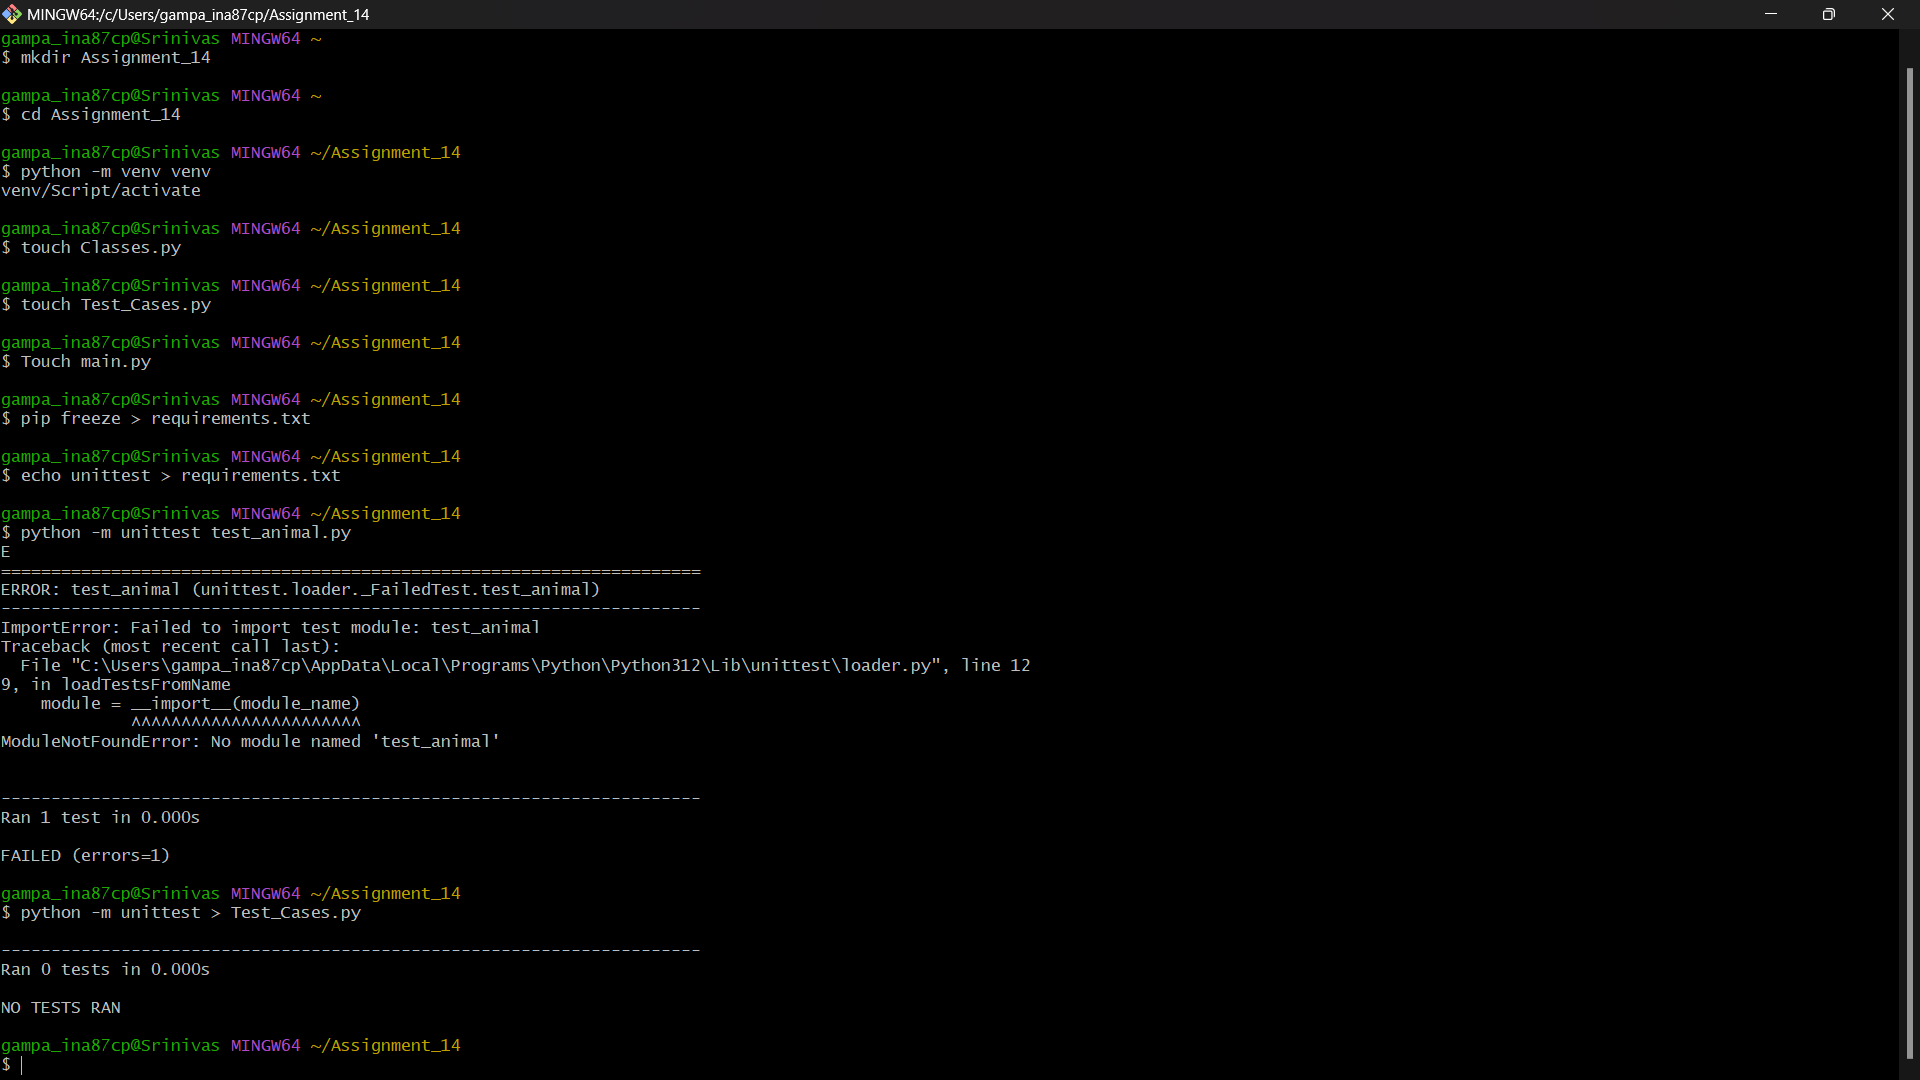 MINGW64:/c/Users/gampa_ina87cp/Assignment_14
gampa_ina87cp@Srinivas MINGW64 ~
$ mkdir Assignment_14
gampa_ina87cp@Srinivas MINGW64 ~
$ cd Assignment_14
gampa_ina87cp@Srinivas MINGW64 ~/Assignment_14
$ python -m venv venv
venv/Script/activate
gampa_ina87cp@Srinivas MINGW64 ~/Assignment_14
$ touch Classes.py
gampa_ina87cp@Srinivas MINGW64 ~/Assignment_14
$ touch Test_Cases.py
gampa_ina87cp@Srinivas MINGW64 ~/Assignment_14
$ Touch main.py
gampa_ina87cp@Srinivas MINGW64 ~/Assignment_14
$ pip freeze > requirements.txt
gampa_ina87cp@Srinivas MINGW64 ~/Assignment_14
$ echo unittest > requirements.txt
gampa_ina87cp@Srinivas MINGW64 ~/Assignment_14
$ python -m unittest test_animal.py
E
======================================================================
ERROR: test_animal (unittest.loader._FailedTest.test_animal)
----------------------------------------------------------------------
ImportError: Failed to import test module: test_animal
Traceback (most recent call last):
  File "C:\Users\gampa_ina87cp\AppData\Local\Programs\Python\Python312\Lib\unittest\loader.py", line 12
9, in loadTestsFromName
    module = __import__(module_name)
             ^^^^^^^^^^^^^^^^^^^^^^^
ModuleNotFoundError: No module named 'test_animal'
----------------------------------------------------------------------
Ran 1 test in 0.000s
FAILED (errors=1)
gampa_ina87cp@Srinivas MINGW64 ~/Assignment_14
$ python -m unittest > Test_Cases.py
----------------------------------------------------------------------
Ran 0 tests in 0.000s
NO TESTS RAN
gampa_ina87cp@Srinivas MINGW64 ~/Assignment_14
$